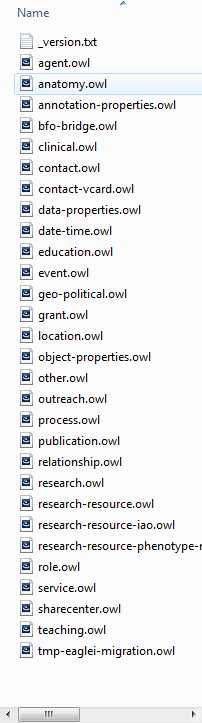 Name
_version.txt
agent.owl
anatomy.owl
annotation-properties.owl
bfo-bridge.owl
clinical.owl
contact.owl
contact-vcard.owl
data-properties.owl
date-time.owl
education.owl
event.owl
geo-political.owl
grant.owl
location.owl
object-properties.owl
other.owl
outreach.owl
process.owl
publication.owl
relationship.owl
research.owl
research-resource.owl
research-resource-iao.owl
research-resource-phenotype-
role.owl
service.owl
sharecenter.owl
teaching.owl
tmp-eaglei-migration.owl